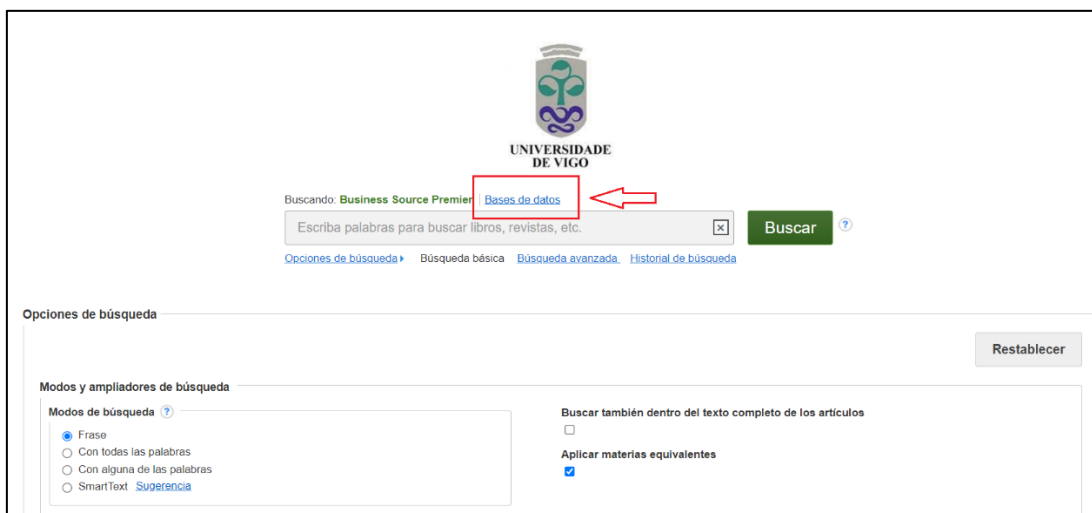 UNIVERSIDADE
DE VIGO
Buscando: Business Source Premier Bases de datos
Escriba palabras para buscar libros, revistas, etc.
Buscar ?
Opciones de búsqueda Búsqueda básica Búsqueda avanzada Historial de búsqueda
Opciones de búsqueda
Restablecer
Modos y ampliadores de búsqueda
Modos de búsqueda ?
Frase
Con todas las palabras
Con alguna de las palabras
SmartText Sugerencia
Buscar también dentro del texto completo de los artículos
Aplicar materias equivalentes